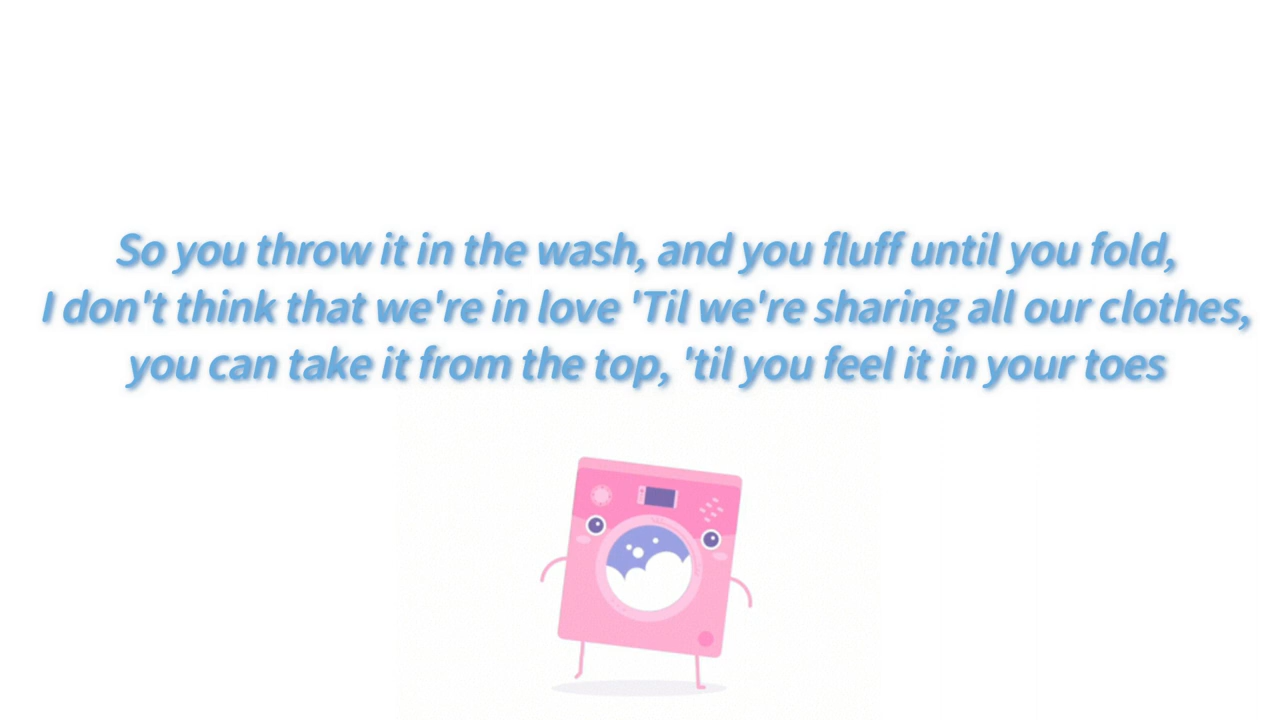 So you throw it in the wash, and you fluff until you fold,
I don't think that we're in love 'Til we're sharing all our clothes,
you can take it from the top, 'til you feel it in your toes